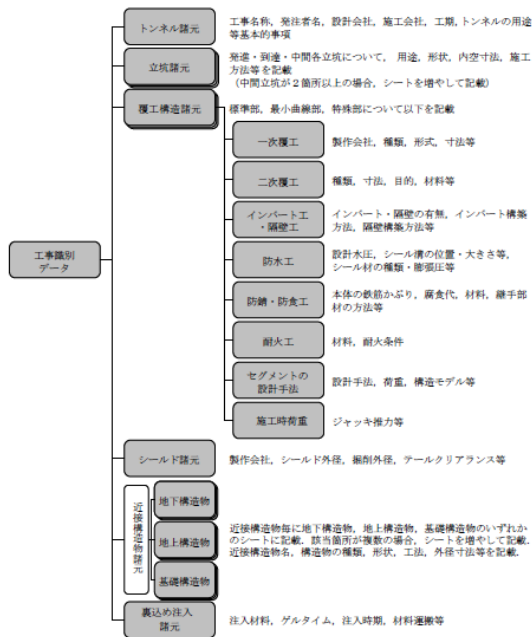 トンネル諸元
工事名称, 発注者名, 設計会社, 施工会社, 工期, トンネルの用途
等基本的事項
立坑諸元
発進・到達・中間各立坑について, 用途, 形状, 内空寸法, 施工
方法等を記載
(中間立坑が2箇所以上の場合, シートを増やして記載)
覆工構造諸元
標準部, 最小曲線部, 特殊部について以下を記載
一次覆工
製作会社, 種類, 形式, 寸法等
二次覆工
種類, 寸法, 目的, 材料等
インバート工
・隔壁工
インバート・隔壁の有無, インバート構築
方法, 隔壁構築方法等
工事識別
データ
防水工
設計水圧, シール溝の位置・大きさ等,
シール材の種類・膨張圧等
防錆・防食工
本体の鉄筋かぶり, 腐食代, 材料, 継手部
材の方法等
耐火工
材料, 耐火条件
セグメントの
設計手法
設計手法, 荷重, 構造モデル等
施工時荷重
ジャッキ推力等
シールド諸元
製作会社, シールド外径, 掘削外径, テールクリアランス等
近接構造物諸元
地下構造物
地上構造物
基礎構造物
近接構造物毎に地下構造物, 地上構造物, 基礎構造物のいずれか
のシートに記載. 該当箇所が複数の場合, シートを増やして記載.
近接構造物名, 構造物の種類, 形状, 工法, 外径寸法等を記載.
裏込め注入
諸元
注入材料, ゲルタイム, 注入時期, 材料運搬等